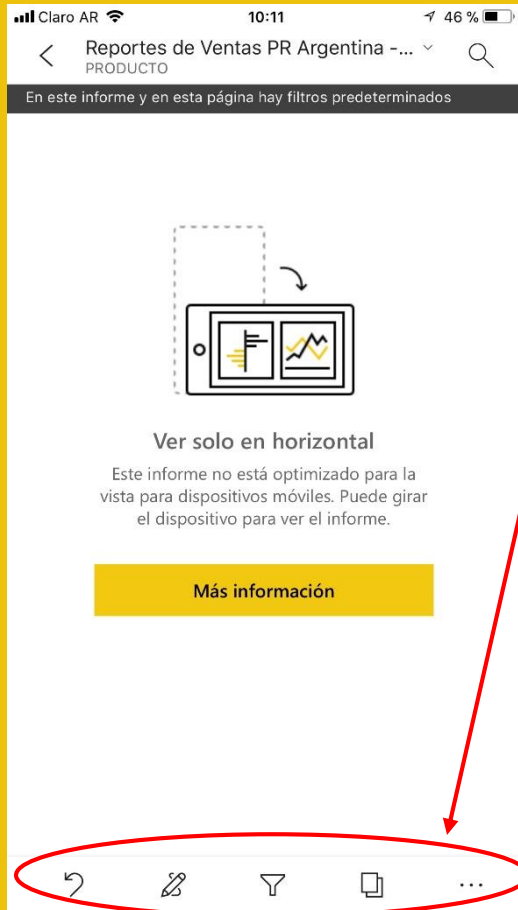 Claro AR 10:11 46 %
Reportes de Ventas PR Argentina -...
PRODUCTO
En este informe y en esta página hay filtros predeterminados
Ver solo en horizontal
Este informe no está optimizado para la
vista para dispositivos móviles. Puede girar
el dispositivo para ver el informe.
Más información